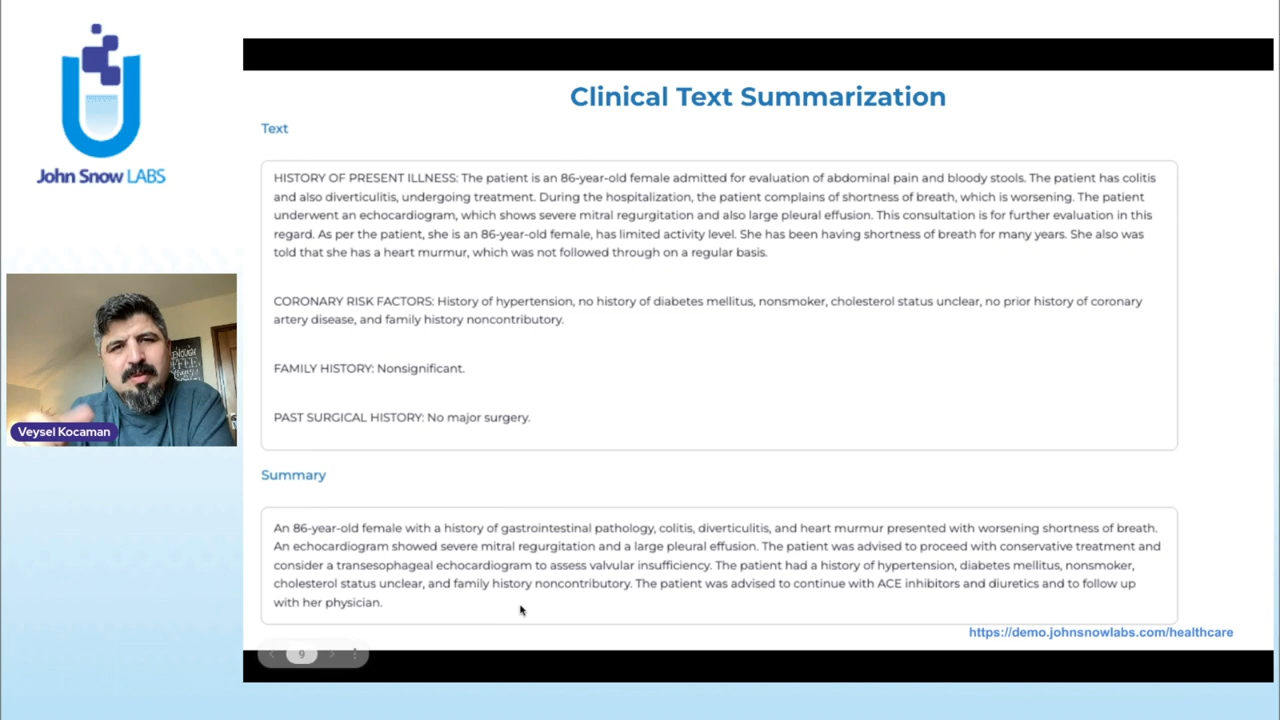 John Snow LABS
Clinical Text Summarization
Text
HISTORY OF PRESENT ILLNESS: The patient is an 86-year-old female admitted for evaluation of abdominal pain and bloody stools. The patient has colitis
and also diverticulitis, undergoing treatment. During the hospitalization, the patient complains of shortness of breath, which is worsening. The patient
underwent an echocardiogram, which shows severe mitral regurgitation and also large pleural effusion. This consultation is for further evaluation in this
regard. As per the patient, she is an 86-year-old female, has limited activity level. She has been having shortness of breath for many years. She also was
told that she has a heart murmur, which was not followed through on a regular basis.
CORONARY RISK FACTORS: History of hypertension, no history of diabetes mellitus, nonsmoker, cholesterol status unclear, no prior history of coronary
artery disease, and family history noncontributory.
FAMILY HISTORY: Nonsignificant.
PAST SURGICAL HISTORY: No major surgery.
Veysel Kocaman
Summary
An 86-year-old female with a history of gastrointestinal pathology, colitis, diverticulitis, and heart murmur presented with worsening shortness of breath.
An echocardiogram showed severe mitral regurgitation and a large pleural effusion. The patient was advised to proceed with conservative treatment and
consider a transesophageal echocardiogram to assess valvular insufficiency. The patient had a history of hypertension, diabetes mellitus, nonsmoker,
cholesterol status unclear, and family history noncontributory. The patient was advised to continue with ACE inhibitors and diuretics and to follow up
with her physician.
https://demo.johnsnowlabs.com/healthcare
9